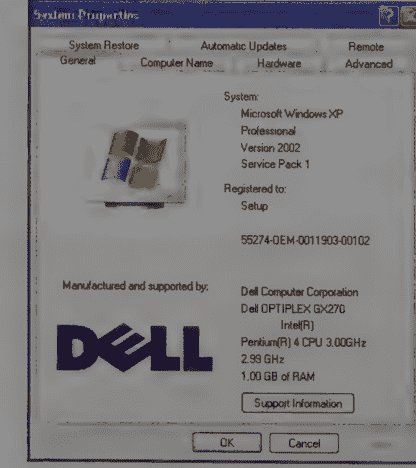 System Properties
System Restore Automatic Updates Remote
General Computer Name Hardware Advanced
System:
Microsoft Windows XP
Professional
Version 2002
Service Pack 1
Registered to:
Setup
55274-OEM-0011903-00102
Manufactured and supported by:
DELL
Dell Computer Corporation
Dell OPTIPLEX GX270
Intel(R)
Pentium(R) 4 CPU 3.00GHz
2.99 GHz
1.00 GB of RAM
Support Information
OK Cancel